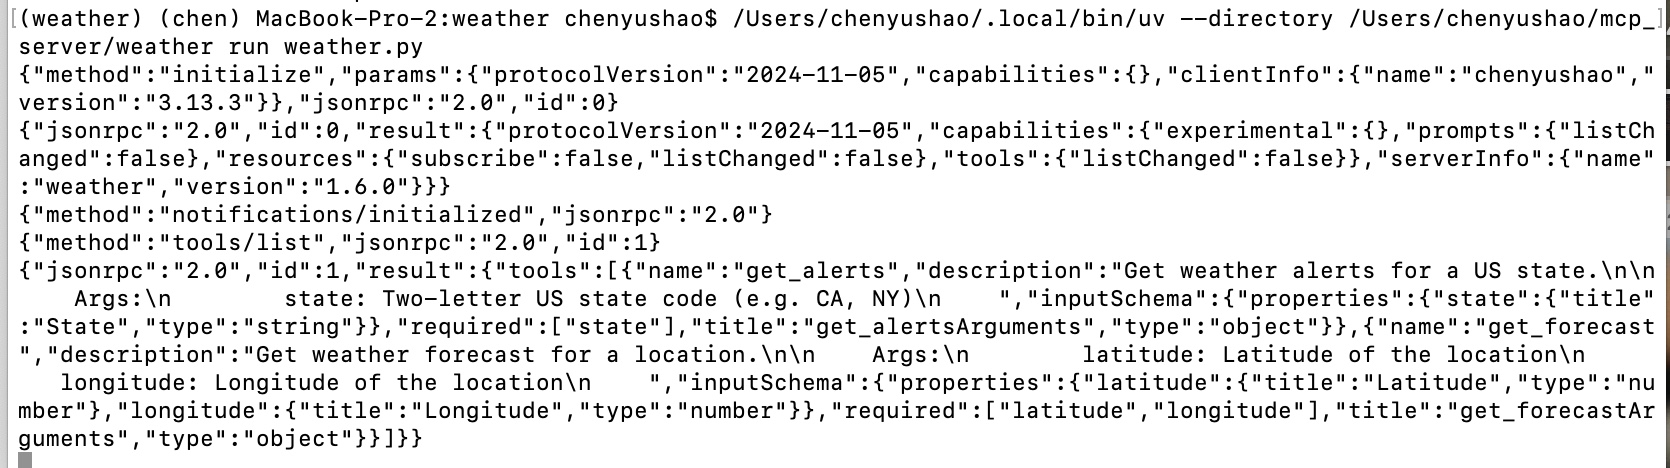 [(weather) (chen) MacBook-Pro-2:weather chenyushao$ /Users/chenyushao/.local/bin/uv --directory /Users/chenyushao/mcp_]
server/weather run weather.py
{"method":"initialize","params":{"protocolVersion":"2024-11-05","capabilities":{},"clientInfo":{"name":"chenyushao","
version":"3.13.3"}},"jsonrpc":"2.0","id":0}
{"jsonrpc":"2.0","id":0,"result":{"protocolVersion":"2024-11-05","capabilities":{"experimental":{},"prompts":{"listCh
anged":false},"resources":{"subscribe":false,"listChanged":false},"tools":{"listChanged":false}},"serverInfo":{"name"
:"weather","version":"1.6.0"}}}
{"method":"notifications/initialized","jsonrpc":"2.0"}
{"method":"tools/list","jsonrpc":"2.0","id":1}
{"jsonrpc":"2.0","id":1,"result":{"tools":[{"name":"get_alerts","description":"Get weather alerts for a US state.\n\n
    Args:\n        state: Two-letter US state code (e.g. CA, NY)\n    ","inputSchema":{"properties":{"state":{"title"
:"State","type":"string"}},"required":["state"],"title":"get_alertsArguments","type":"object"}},{"name":"get_forecast
","description":"Get weather forecast for a location.\n\n    Args:\n        latitude: Latitude of the location\n
   longitude: Longitude of the location\n    ","inputSchema":{"properties":{"latitude":{"title":"Latitude","type":"nu
mber"},"longitude":{"title":"Longitude","type":"number"}},"required":["latitude","longitude"],"title":"get_forecastAr
guments","type":"object"}}]}}